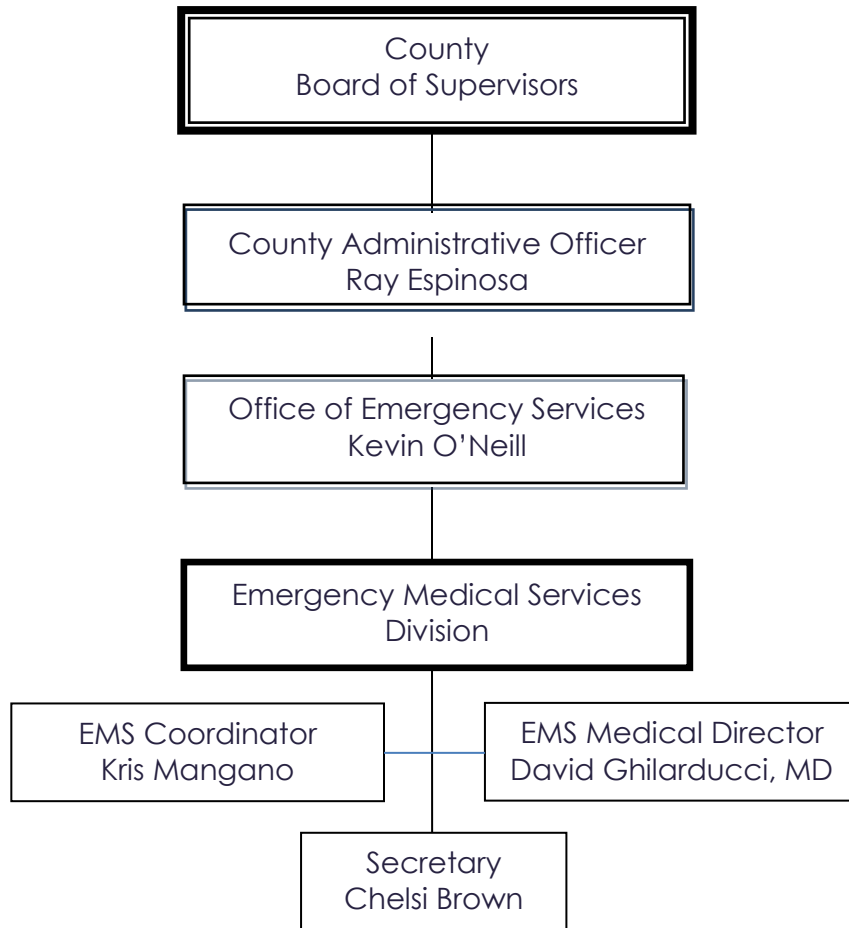 County
Board of Supervisors
County Administrative Officer
Ray Espinosa
Office of Emergency Services
Kevin O’Neill
Emergency Medical Services
Division
EMS Coordinator
Kris Mangano
EMS Medical Director
David Ghilarducci, MD
Secretary
Chelsi Brown